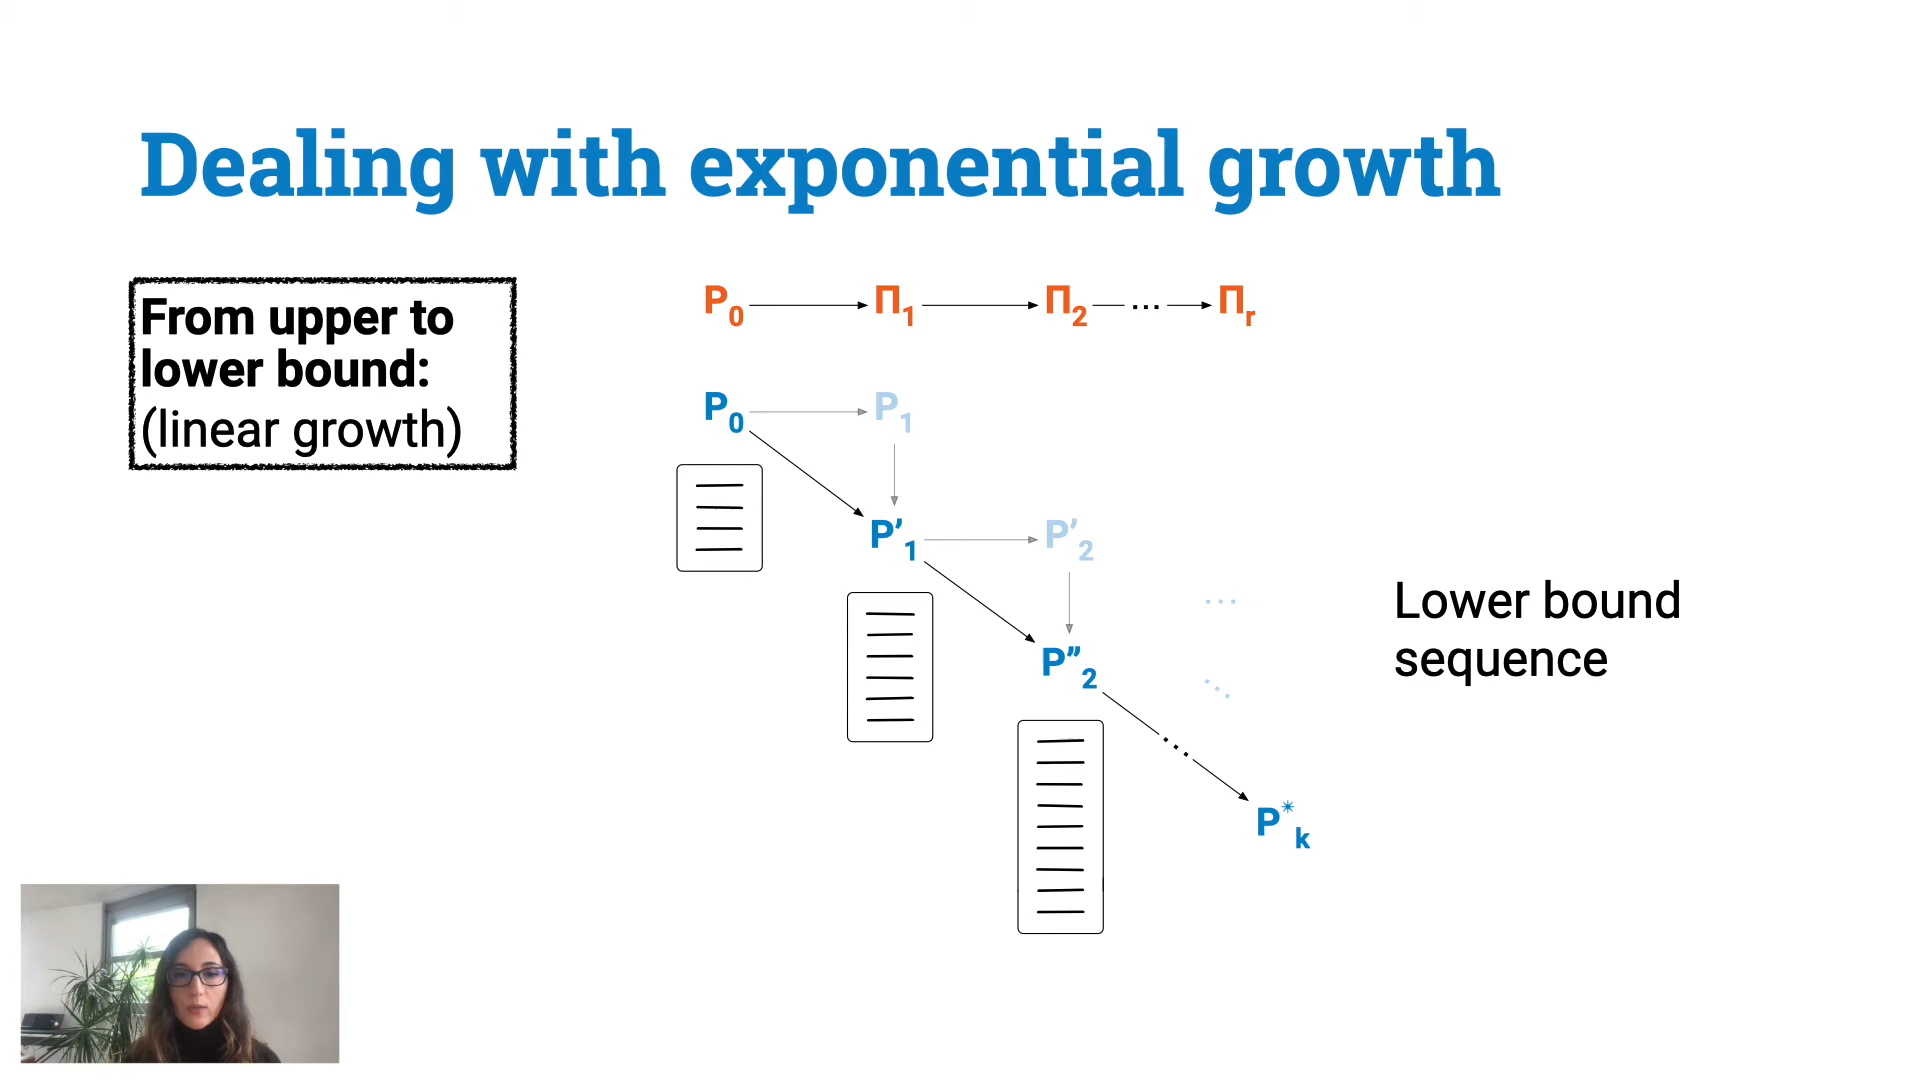 Dealing with exponential growth
From upper to
lower bound:
(linear growth)
P₀ Π₁ Π₂ ... Πᵣ
P₀ P₁
P’₁ P’₂
...
Lower bound
sequence
P”₂
...
P*ₖ